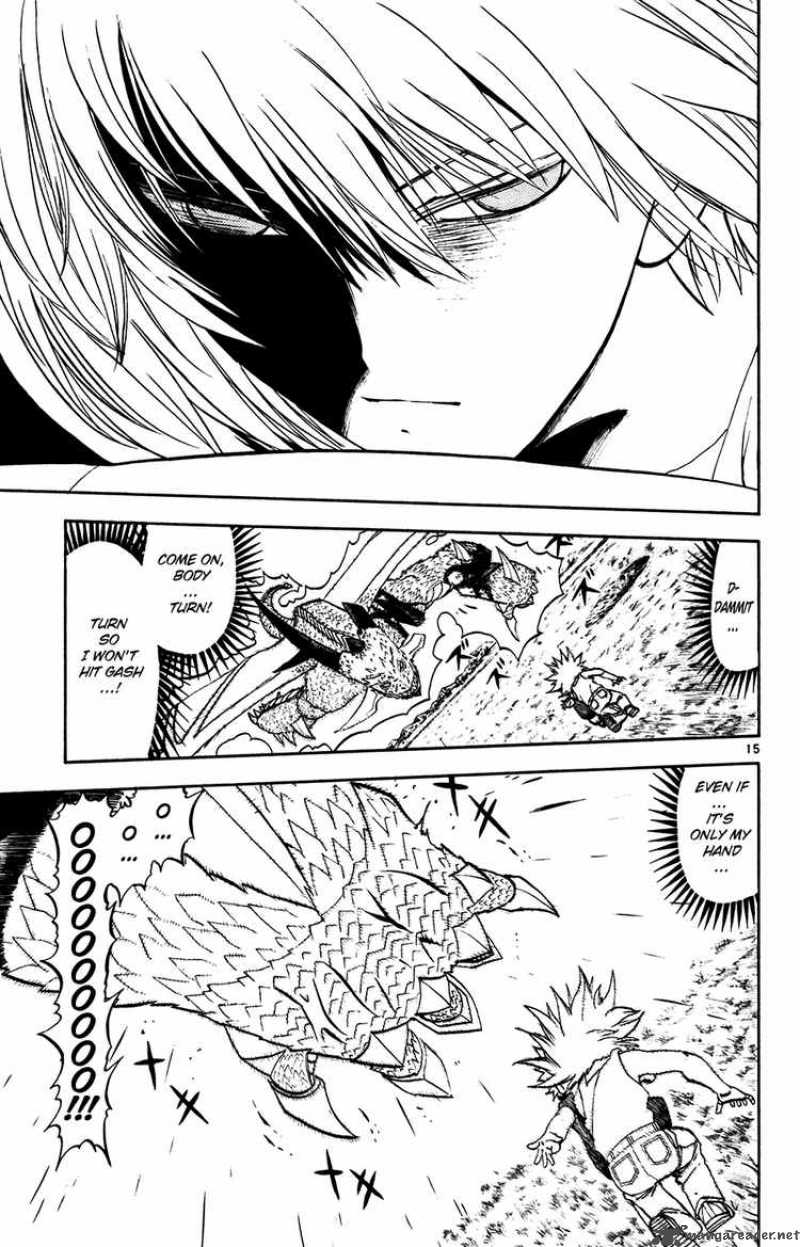 D-
DAMMIT
...
COME ON,
BODY
...
TURN!
TURN
SO
I WON'T
HIT GASH
...!
15
EVEN IF
...
IT'S
ONLY MY
HAND
O
...
O
...
OOOOOOOOOO!!!
mangareader.net